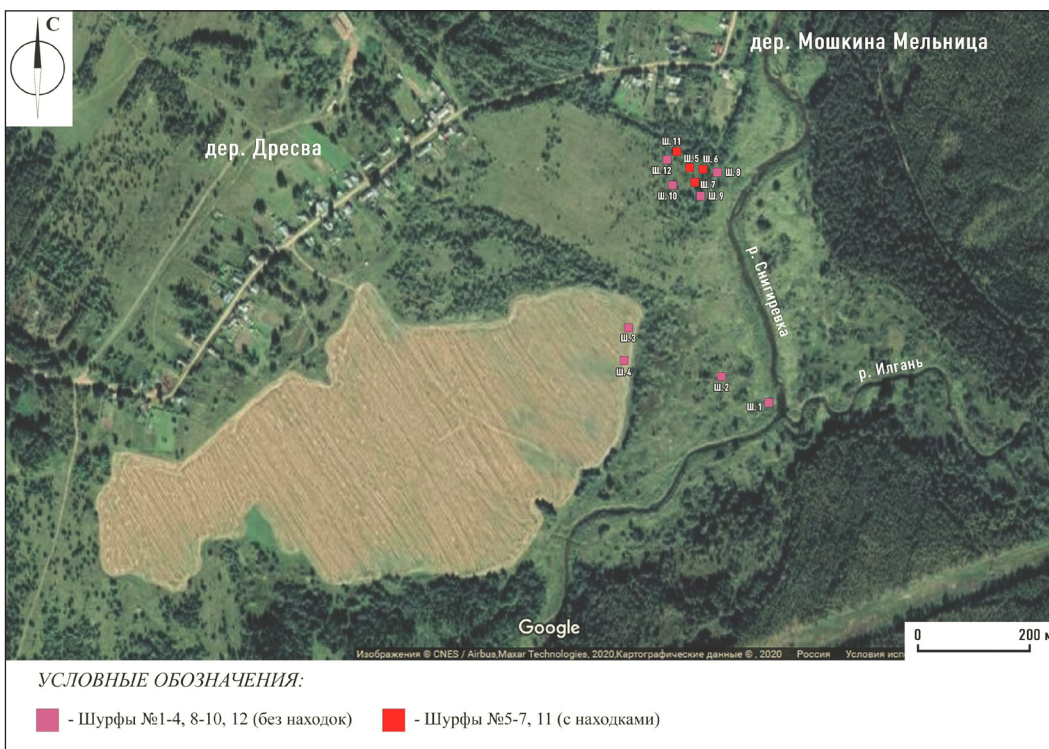 С
дер. Мошкина Мельница
дер. Дресва
Ш. 11
Ш. 5
Ш. 6
Ш. 12
Ш. 8
Ш. 7
Ш. 10
Ш. 9
р. Снигиревка
Ш. 3
Ш. 4
р. Илгань
Ш. 2
Ш. 1
Google
0 200 м
Изображения © CNES / Airbus,Maxar Technologies, 2020,Картографические данные © , 2020 Россия Условия исп
УСЛОВНЫЕ ОБОЗНАЧЕНИЯ:
- Шурфы №1-4, 8-10, 12 (без находок) - Шурфы №5-7, 11 (с находками)